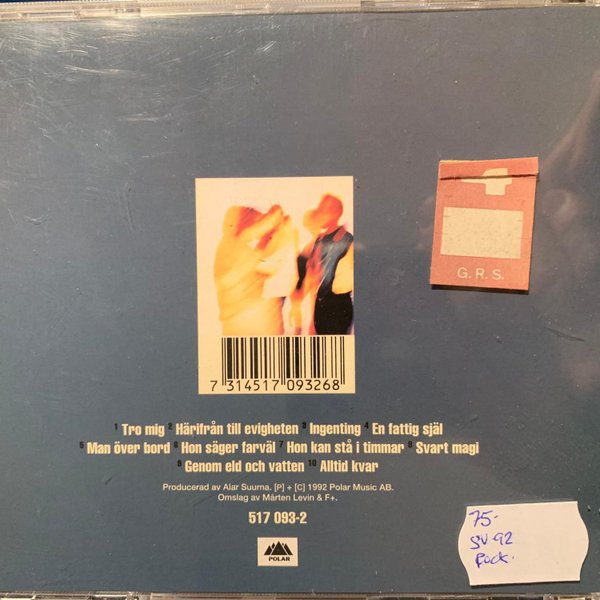 G. R. S.
7 314517 093268
1 Tro mig 2 Härifrån till evigheten 3 Ingenting 4 En fattig själ
5 Man över bord 6 Hon säger farväl 7 Hon kan stå i timmar 8 Svart magi
9 Genom eld och vatten 10 Alltid kvar
Producerad av Alar Suurna. [P] + [C] 1992 Polar Music AB.
Omslag av Mårten Levin & F+.
517 093-2
POLAR
75-
SV-92
Rock.